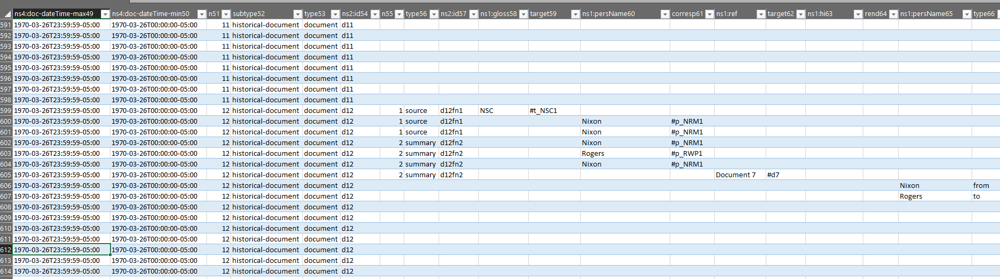 ns4:doc-dateTime-max49 ns4:doc-dateTime-min50 n51 subtype52 type53 ns2:id54 n55 type56 ns2:id57 ns1:gloss58 target59 ns1:persName60 corresp61 ns1:ref target62 ns1:hi63 rend64 ns1:persName65 type66
591 1970-03-26T23:59:59-05:00 1970-03-26T00:00:00-05:00 11 historical-document document d11
592 1970-03-26T23:59:59-05:00 1970-03-26T00:00:00-05:00 11 historical-document document d11
593 1970-03-26T23:59:59-05:00 1970-03-26T00:00:00-05:00 11 historical-document document d11
594 1970-03-26T23:59:59-05:00 1970-03-26T00:00:00-05:00 11 historical-document document d11
595 1970-03-26T23:59:59-05:00 1970-03-26T00:00:00-05:00 11 historical-document document d11
596 1970-03-26T23:59:59-05:00 1970-03-26T00:00:00-05:00 11 historical-document document d11
597 1970-03-26T23:59:59-05:00 1970-03-26T00:00:00-05:00 11 historical-document document d11
598 1970-03-26T23:59:59-05:00 1970-03-26T00:00:00-05:00 11 historical-document document d11
599 1970-03-26T23:59:59-05:00 1970-03-26T00:00:00-05:00 12 historical-document document d12 1 source d12fn1 NSC #t_NSC1
600 1970-03-26T23:59:59-05:00 1970-03-26T00:00:00-05:00 12 historical-document document d12 1 source d12fn1 Nixon #p_NRM1
601 1970-03-26T23:59:59-05:00 1970-03-26T00:00:00-05:00 12 historical-document document d12 1 source d12fn1 Nixon #p_NRM1
602 1970-03-26T23:59:59-05:00 1970-03-26T00:00:00-05:00 12 historical-document document d12 2 summary d12fn2 Nixon #p_NRM1
603 1970-03-26T23:59:59-05:00 1970-03-26T00:00:00-05:00 12 historical-document document d12 2 summary d12fn2 Rogers #p_RWP1
604 1970-03-26T23:59:59-05:00 1970-03-26T00:00:00-05:00 12 historical-document document d12 2 summary d12fn2 Nixon #p_NRM1
605 1970-03-26T23:59:59-05:00 1970-03-26T00:00:00-05:00 12 historical-document document d12 2 summary d12fn2 Document 7 #d7
606 1970-03-26T23:59:59-05:00 1970-03-26T00:00:00-05:00 12 historical-document document d12 Nixon from
607 1970-03-26T23:59:59-05:00 1970-03-26T00:00:00-05:00 12 historical-document document d12 Rogers to
608 1970-03-26T23:59:59-05:00 1970-03-26T00:00:00-05:00 12 historical-document document d12
609 1970-03-26T23:59:59-05:00 1970-03-26T00:00:00-05:00 12 historical-document document d12
610 1970-03-26T23:59:59-05:00 1970-03-26T00:00:00-05:00 12 historical-document document d12
611 1970-03-26T23:59:59-05:00 1970-03-26T00:00:00-05:00 12 historical-document document d12
612 1970-03-26T23:59:59-05:00 1970-03-26T00:00:00-05:00 12 historical-document document d12
613 1970-03-26T23:59:59-05:00 1970-03-26T00:00:00-05:00 12 historical-document document d12
614 1970-03-26T23:59:59-05:00 1970-03-26T00:00:00-05:00 12 historical-document document d12